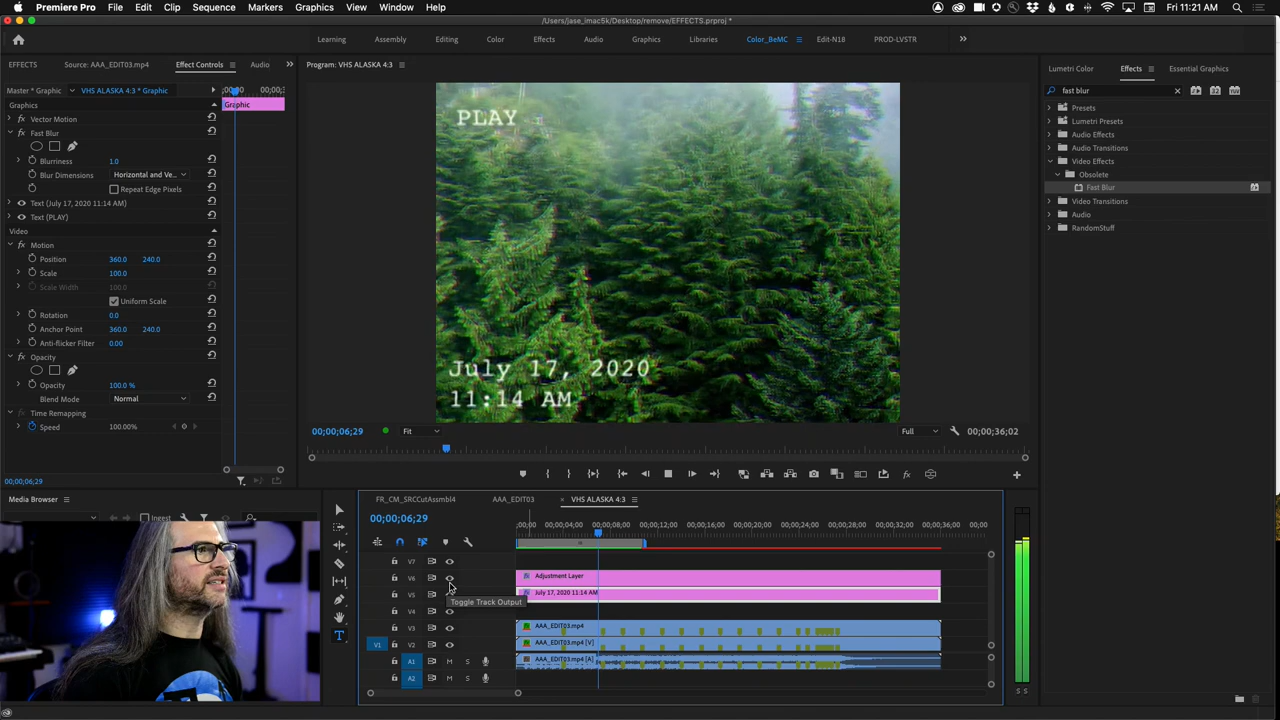 Premiere Pro File Edit Clip Sequence Markers Graphics View Window Help Fri 11:21 AM
/Users/jase_imac5k/Desktop/remove/EFFECTS.prproj *
Learning Assembly Editing Color Effects Audio Graphics Libraries Color_BeMC Edit-N18 PROD-LVSTR
EFFECTS Source: AAA_EDIT03.mp4 Effect Controls Audio
Program: VHS ALASKA 4:3
Lumetri Color Effects Essential Graphics
Master * Graphic VHS ALASKA 4:3 * Graphic
fast blur
Graphics Graphic
Vector Motion
Fast Blur
Blurriness 1.0
Blur Dimensions Horizontal and Ve...
Repeat Edge Pixels
Text (July 17, 2020 11:14 AM)
Text (PLAY)
Video
Motion
Position 360.0 240.0
Scale 100.0
Scale Width 100.0
Uniform Scale
Rotation 0.0
Anchor Point 360.0 240.0
Anti-flicker Filter 0.00
Opacity
Opacity 100.0 %
Blend Mode Normal
Time Remapping
Speed 100.00%
00;00;06;29
PLAY
July 17, 2020
11:14 AM
00;00;06;29 Fit Full 00;00;36;02
Presets
Lumetri Presets
Audio Effects
Audio Transitions
Video Effects
Obsolete
Fast Blur
Video Transitions
Audio
RandomStuff
Media Browser
Ingest
FR_CM_SRCCutAssmbl4 AAA_EDIT03 VHS ALASKA 4:3
00;00;06;29
;00;00 00;00;04;00 00;00;08;00 00;00;12;00 00;00;16;00 00;00;20;00 00;00;24;00 00;00;28;00 00;00;32;00 00;00;36;00 00;00
V7
V6 Adjustment Layer
V5 July 17, 2020 11:14 AM
Toggle Track Output
V4
V3 AAA_EDIT03.mp4
V1 V2 AAA_EDIT03.mp4 [V]
A1 M S AAA_EDIT03.mp4 [A]
A2 M S
S S